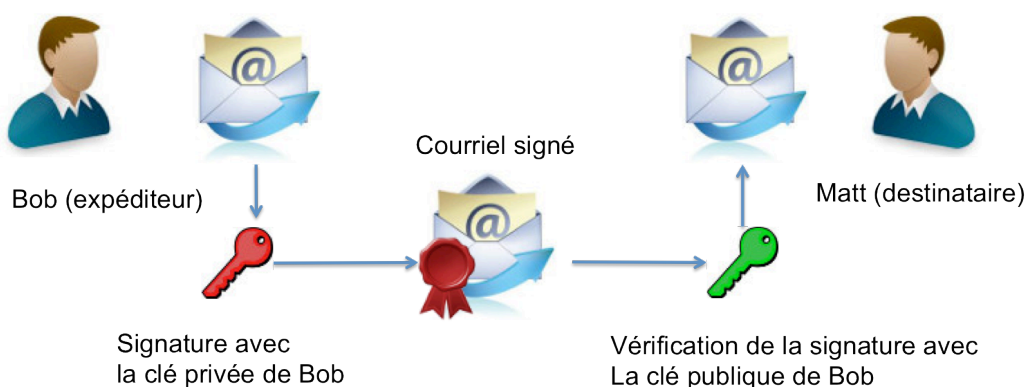 Courriel signé
Bob (expéditeur)
Matt (destinataire)
Signature avec
la clé privée de Bob
Vérification de la signature avec
La clé publique de Bob